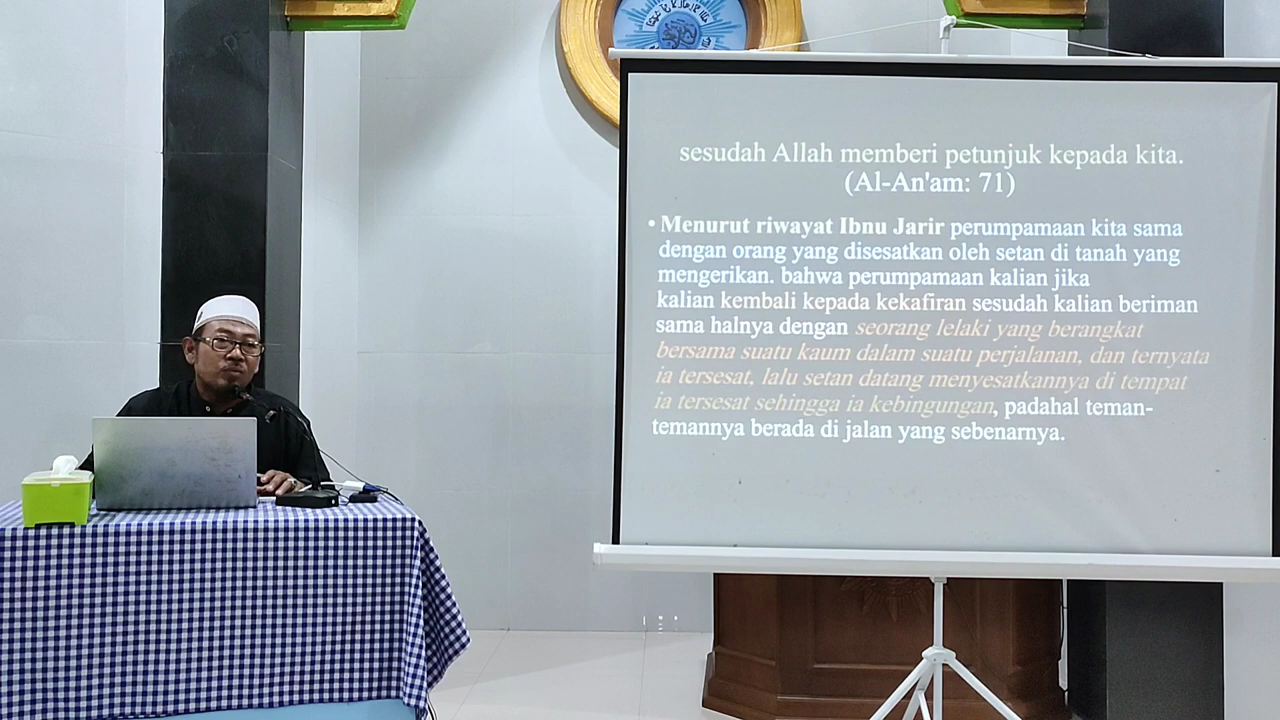 sesudah Allah memberi petunjuk kepada kita.
(Al-An'am: 71)
• Menurut riwayat Ibnu Jarir perumpamaan kita sama
dengan orang yang disesatkan oleh setan di tanah yang
mengerikan. bahwa perumpamaan kalian jika
kalian kembali kepada kekafiran sesudah kalian beriman
sama halnya dengan seorang lelaki yang berangkat
bersama suatu kaum dalam suatu perjalanan, dan ternyata
ia tersesat, lalu setan datang menyesatkannya di tempat
ia tersesat sehingga ia kebingungan, padahal teman-
temannya berada di jalan yang sebenarnya.